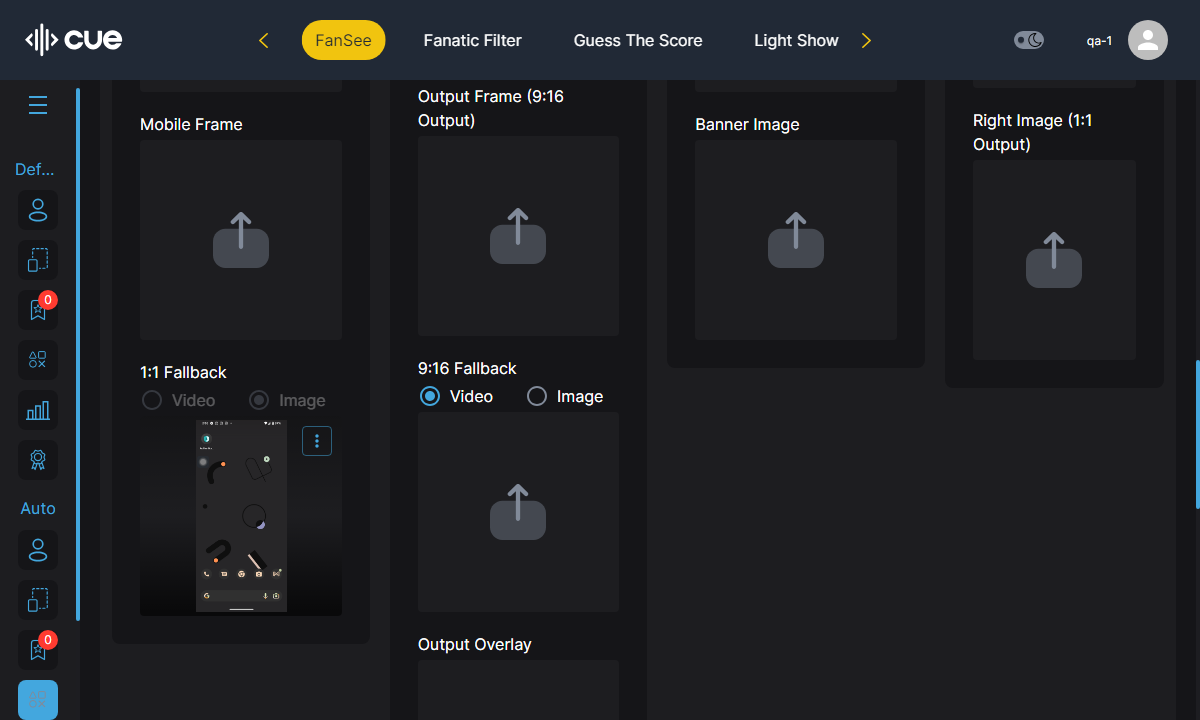 cue
FanSee
Fanatic Filter
Guess The Score
Light Show
qa-1
Def...
0
Auto
0
Mobile Frame
1:1 Fallback
Video
Image
Output Frame (9:16
Output)
9:16 Fallback
Video
Image
Output Overlay
Banner Image
Right Image (1:1
Output)